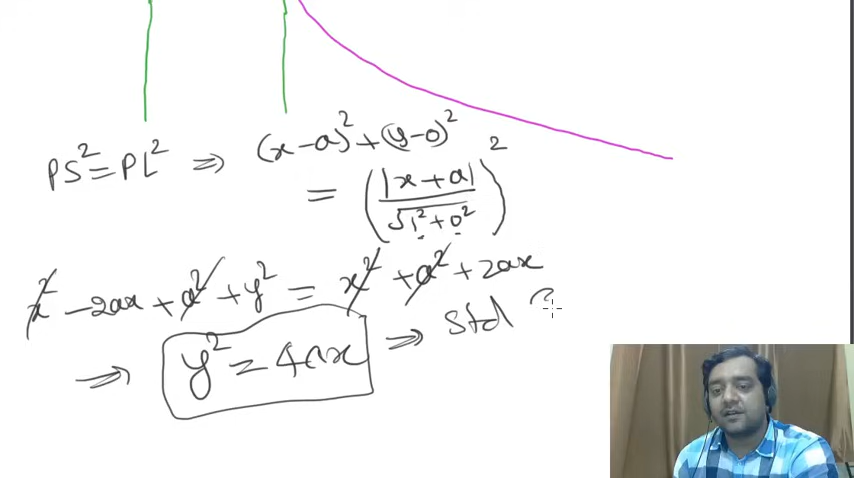 PS² = PL² ⇒ (x – a)² + (y – 0)²
= (|x + a| / √(1² + 0²))²
x² – 2ax + a² + y² = x² + a² + 2ax
⇒ y² = 4ax ⇒ std